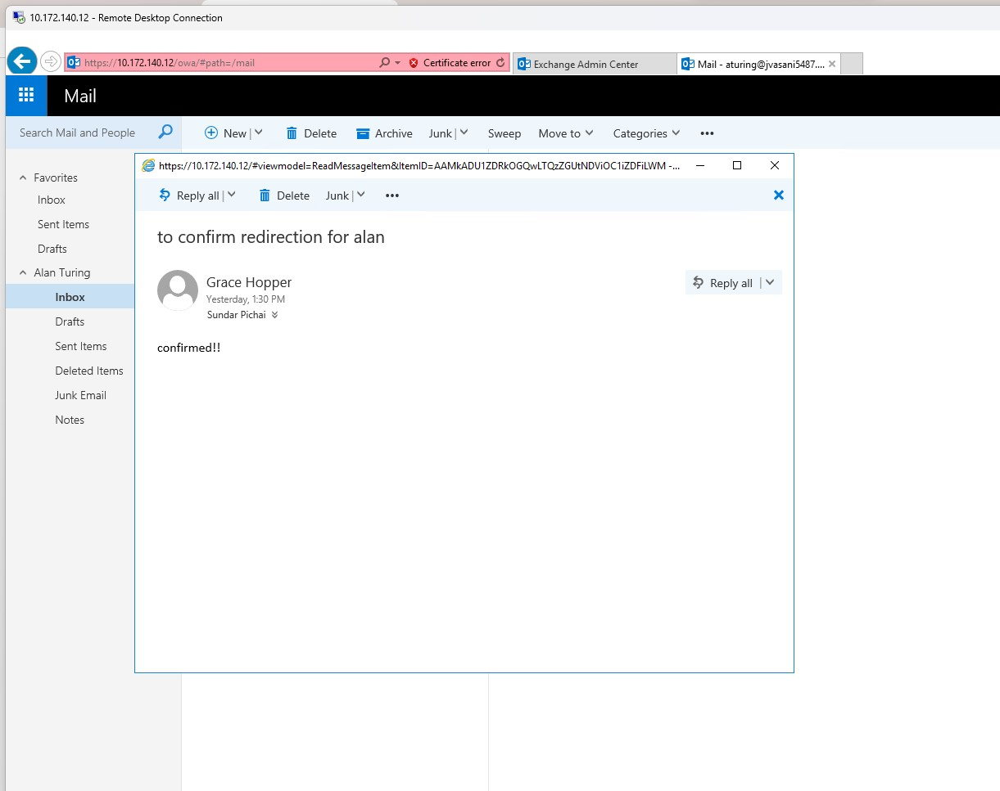 10.172.140.12 - Remote Desktop Connection
https://10.172.140.12/owa/#path=/mail
Certificate error
Exchange Admin Center
Mail - aturing@jvasani5487....
Mail
Search Mail and People
New
Delete
Archive
Junk
Sweep
Move to
Categories
Favorites
Inbox
Sent Items
Drafts
Alan Turing
Inbox
Drafts
Sent Items
Deleted Items
Junk Email
Notes
https://10.172.140.12/#viewmodel=ReadMessageItem&ItemID=AAMkADU1ZDRkOGQwLTQzZGUtNDViOC1iZDFiLWM -...
Reply all
Delete
Junk
to confirm redirection for alan
Grace Hopper
Yesterday, 1:30 PM
Sundar Pichai
Reply all
confirmed!!